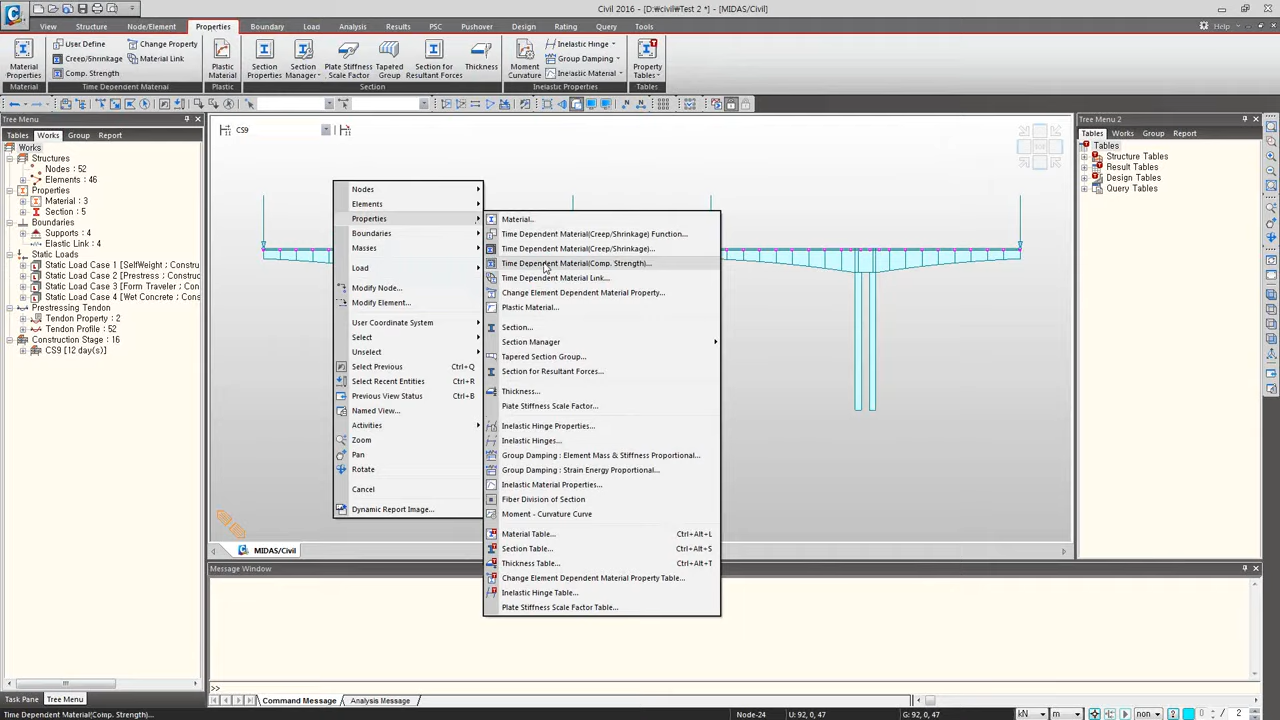 Civil 2016 - [D:\civil\Test 2 *] - [MIDAS/Civil]
View Structure Node/Element Properties Boundary Load Analysis Results PSC Pushover Design Rating Query Tools Help
User Define Change Property
Creep/Shrinkage Material Link
Comp. Strength
Material Properties
Plastic Material
Section Properties
Section Manager
Plate Stiffness Scale Factor
Tapered Group
Section for Resultant Forces
Thickness
Moment Curvature
Inelastic Hinge
Group Damping
Inelastic Material
Property Tables
Material Time Dependent Material Plastic Section Inelastic Properties Tables
Tree Menu
Tables Works Group Report
Works
Structures
Nodes : 52
Elements : 46
Properties
Material : 3
Section : 5
Boundaries
Supports : 4
Elastic Link : 4
Static Loads
Static Load Case 1 [SelfWeight ;
Static Load Case 2 [Prestress ;
Static Load Case 3 [Form Traveller
Static Load Case 4 [Wet Concrete ;
Prestressing Tendon
Tendon Property : 2
Tendon Profile : 52
Construction Stage : 16
CS9 [12 day(s)]
Task Pane Tree Menu
CS9
Nodes
Elements
Properties
Boundaries
Masses
Load
Modify Node...
Modify Element...
User Coordinate System
Select
Unselect
Select Previous Ctrl+Q
Select Recent Entities Ctrl+R
Previous View Status Ctrl+B
Named View...
Activities
Zoom
Pan
Rotate
Cancel
Dynamic Report Image...
Material...
Time Dependent Material(Creep/Shrinkage) Function...
Time Dependent Material(Creep/Shrinkage)...
Time Dependent Material(Comp. Strength)...
Time Dependent Material Link...
Change Element Dependent Material Property...
Plastic Material...
Section...
Section Manager
Tapered Section Group...
Section for Resultant Forces...
Thickness...
Plate Stiffness Scale Factor...
Inelastic Hinge Properties...
Inelastic Hinges...
Group Damping : Element Mass & Stiffness Proportional...
Group Damping : Strain Energy Proportional...
Inelastic Material Properties...
Fiber Division of Section
Moment - Curvature Curve
Material Table... Ctrl+Alt+L
Section Table... Ctrl+Alt+S
Thickness Table... Ctrl+Alt+T
Change Element Dependent Material Property Table...
Inelastic Hinge Table...
Plate Stiffness Scale Factor Table...
Tree Menu 2
Tables Works Group Report
Tables
Structure Tables
Result Tables
Design Tables
Query Tables
MIDAS/Civil
Message Window
>>
Command Message Analysis Message
Time Dependent Material(Comp. Strength)... Node-24 U: 92, 0, 47 G: 92, 0, 47 kN m non ? 0 / 2